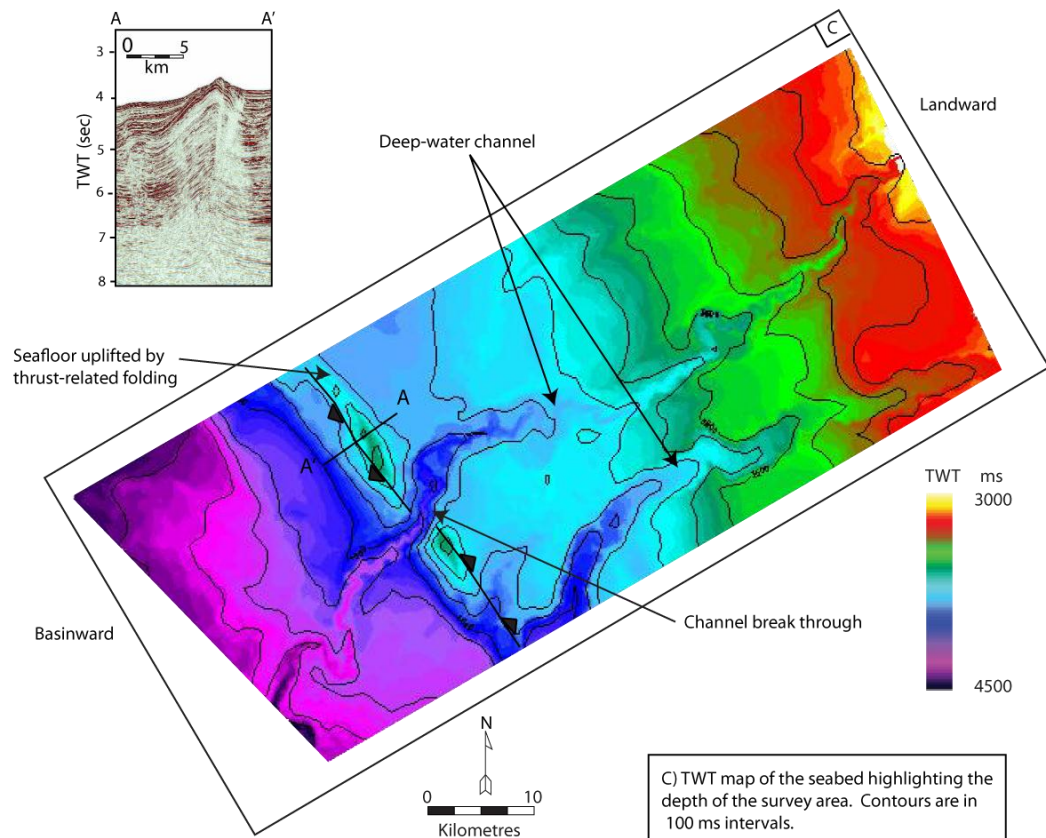 A A'
0 5
km
3
4
5
6
7
8
TWT (sec)
C
Landward
Deep-water channel
Seafloor uplifted by
thrust-related folding
A
A'
TWT ms
3000
4500
Basinward
Channel break through
N
0 10
Kilometres
C) TWT map of the seabed highlighting the
depth of the survey area. Contours are in
100 ms intervals.